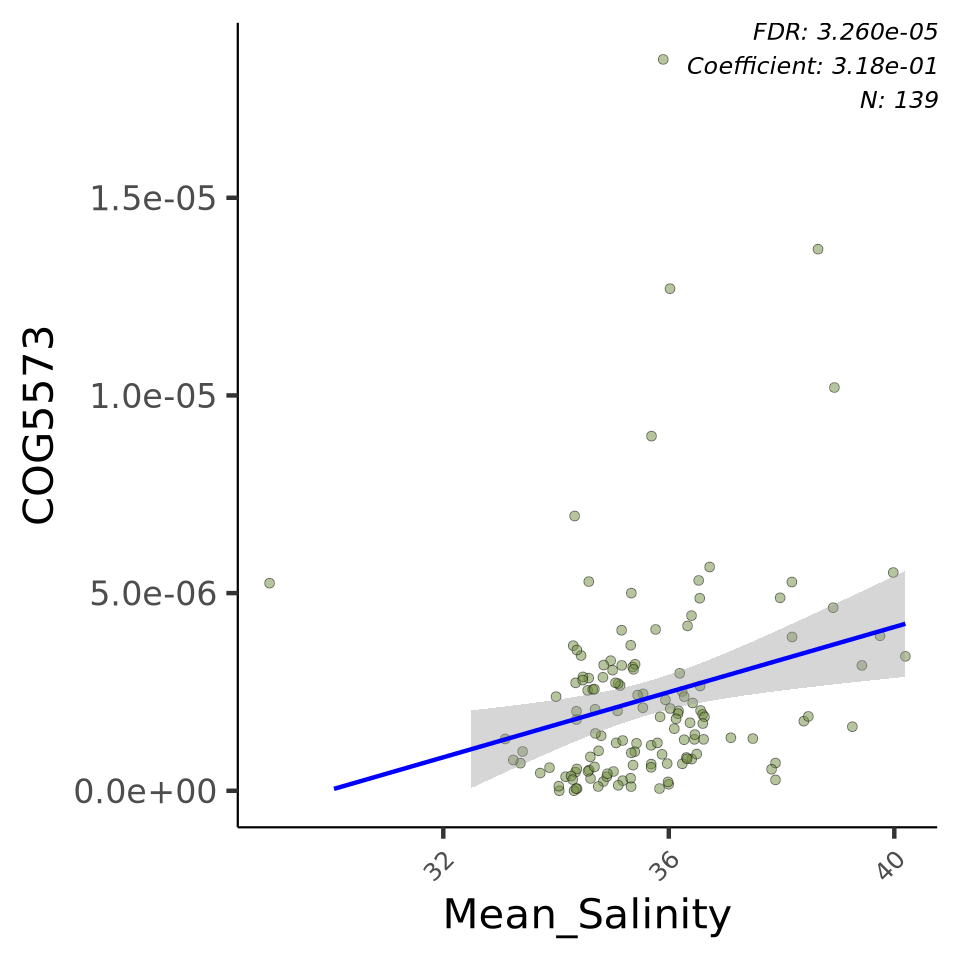 FDR: 3.260e-05
Coefficient: 3.18e-01
N: 139
COG5573
1.5e-05
1.0e-05
5.0e-06
0.0e+00
32
36
40
Mean_Salinity